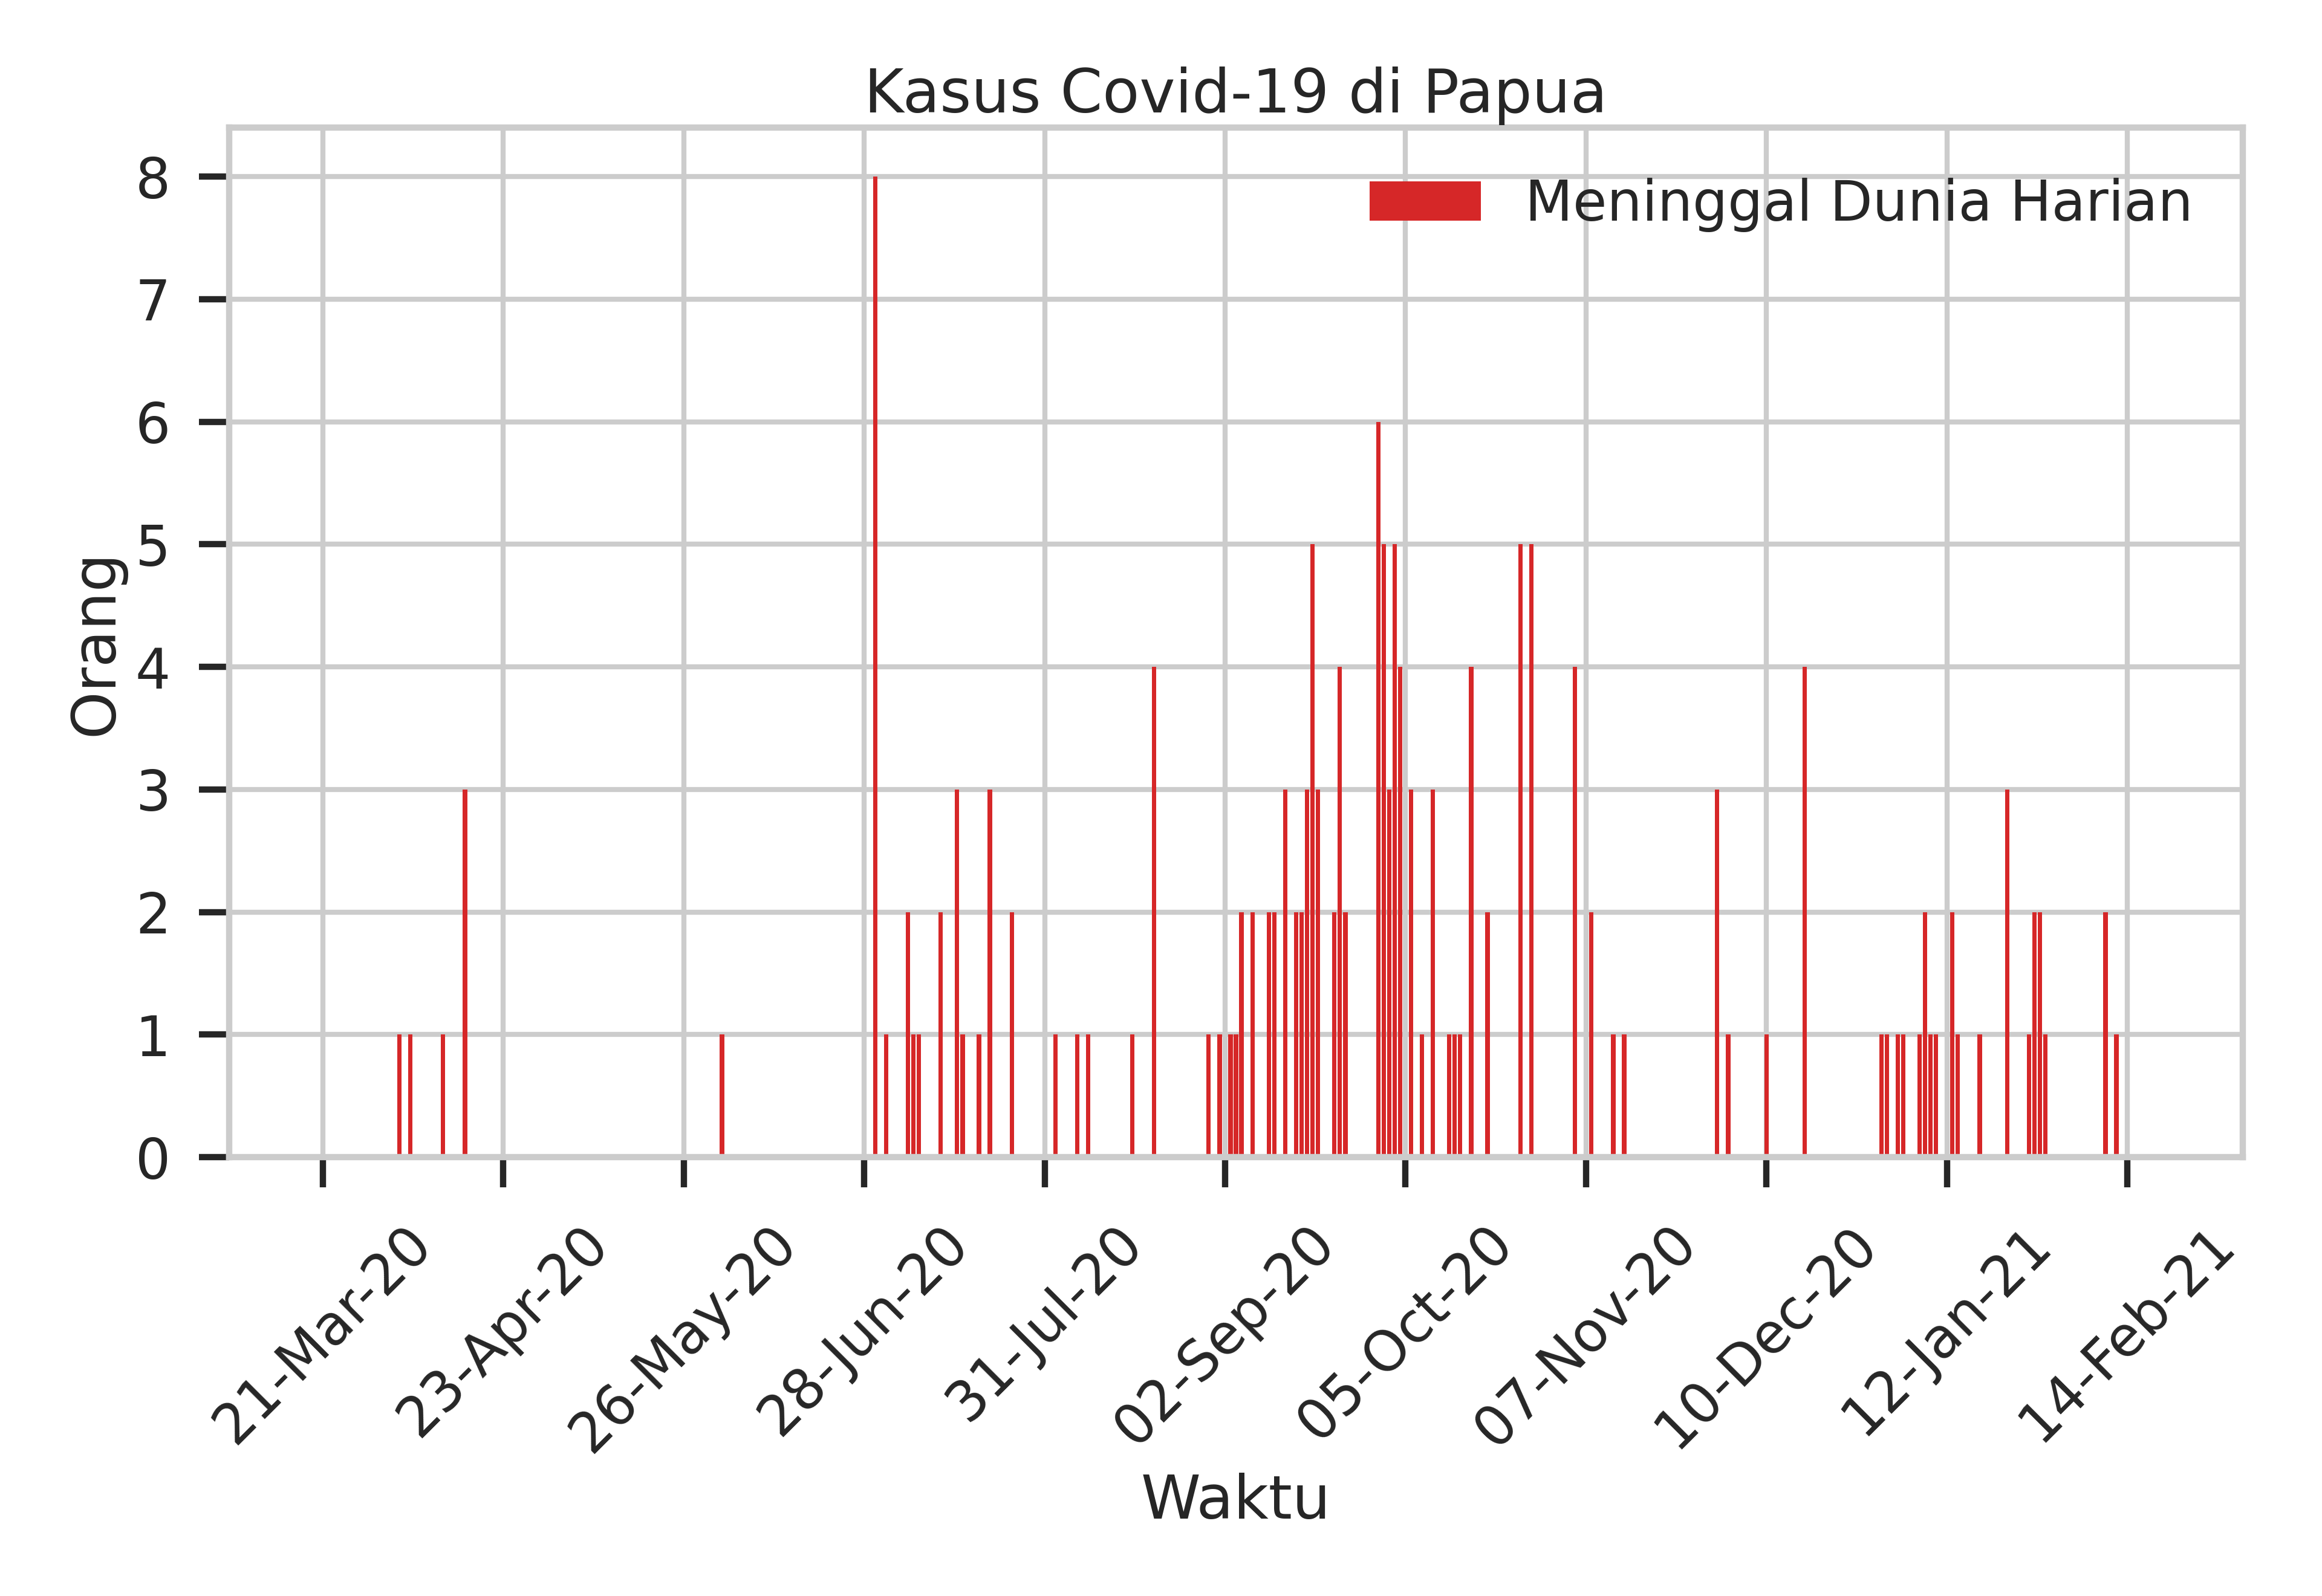 Kasus Covid-19 di Papua
Meninggal Dunia Harian
8
7
6
5
4
3
2
1
0
Orang
21-Mar-20
23-Apr-20
26-May-20
28-Jun-20
31-Jul-20
02-Sep-20
05-Oct-20
07-Nov-20
10-Dec-20
12-Jan-21
14-Feb-21
Waktu